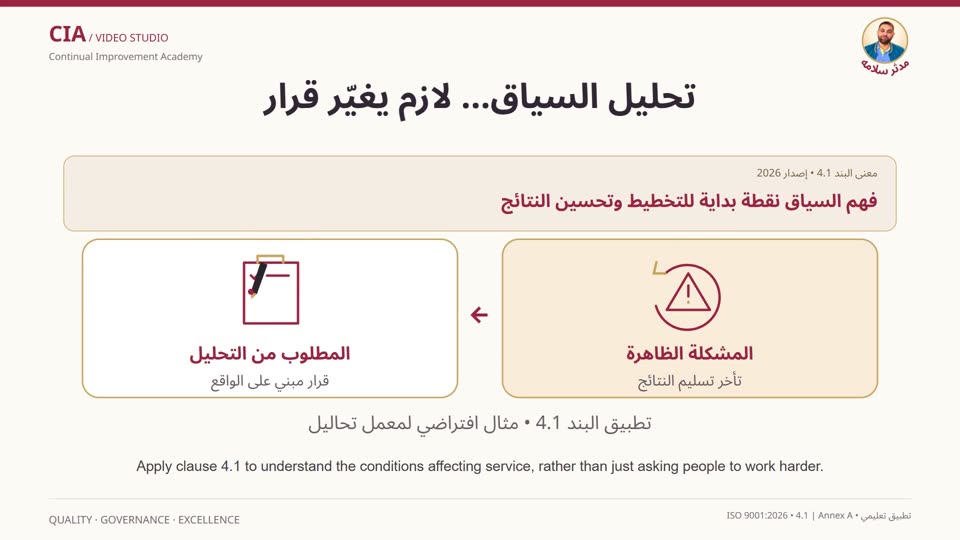 CIA / VIDEO STUDIO
Continual Improvement Academy
مدثر سلامه
تحليل السياق... لازم يغيّر قرار
معنى البند 4.1 • إصدار 2026
فهم السياق نقطة بداية للتخطيط وتحسين النتائج
المشكلة الظاهرة
تأخر تسليم النتائج
المطلوب من التحليل
قرار مبني على الواقع
تطبيق البند 4.1 • مثال افتراضي لمعمل تحاليل
Apply clause 4.1 to understand the conditions affecting service, rather than just asking people to work harder.
QUALITY · GOVERNANCE · EXCELLENCE
ISO 9001:2026 • 4.1 | Annex A • تطبيق تعليمي